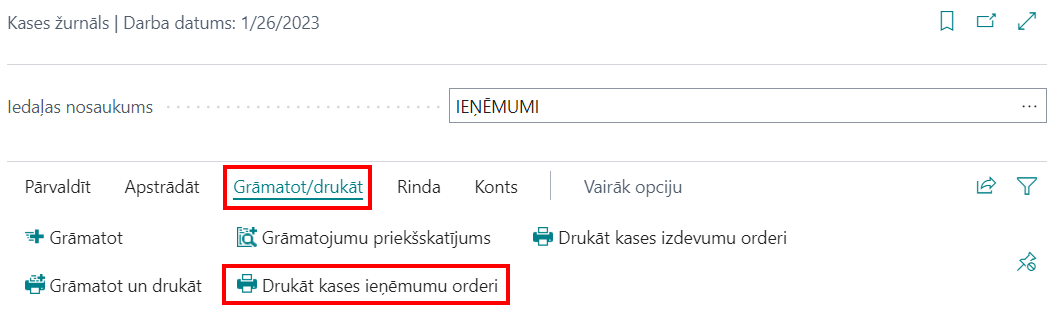 Kases žurnāls | Darba datums: 1/26/2023
Iedaļas nosaukums IEŅĒMUMI ...
Pārvaldīt Apstrādāt Grāmatot/drukāt Rinda Konts Vairāk opciju
Grāmatot Grāmatojumu priekšskatījums Drukāt kases izdevumu orderi
Grāmatot un drukāt Drukāt kases ieņēmumu orderi